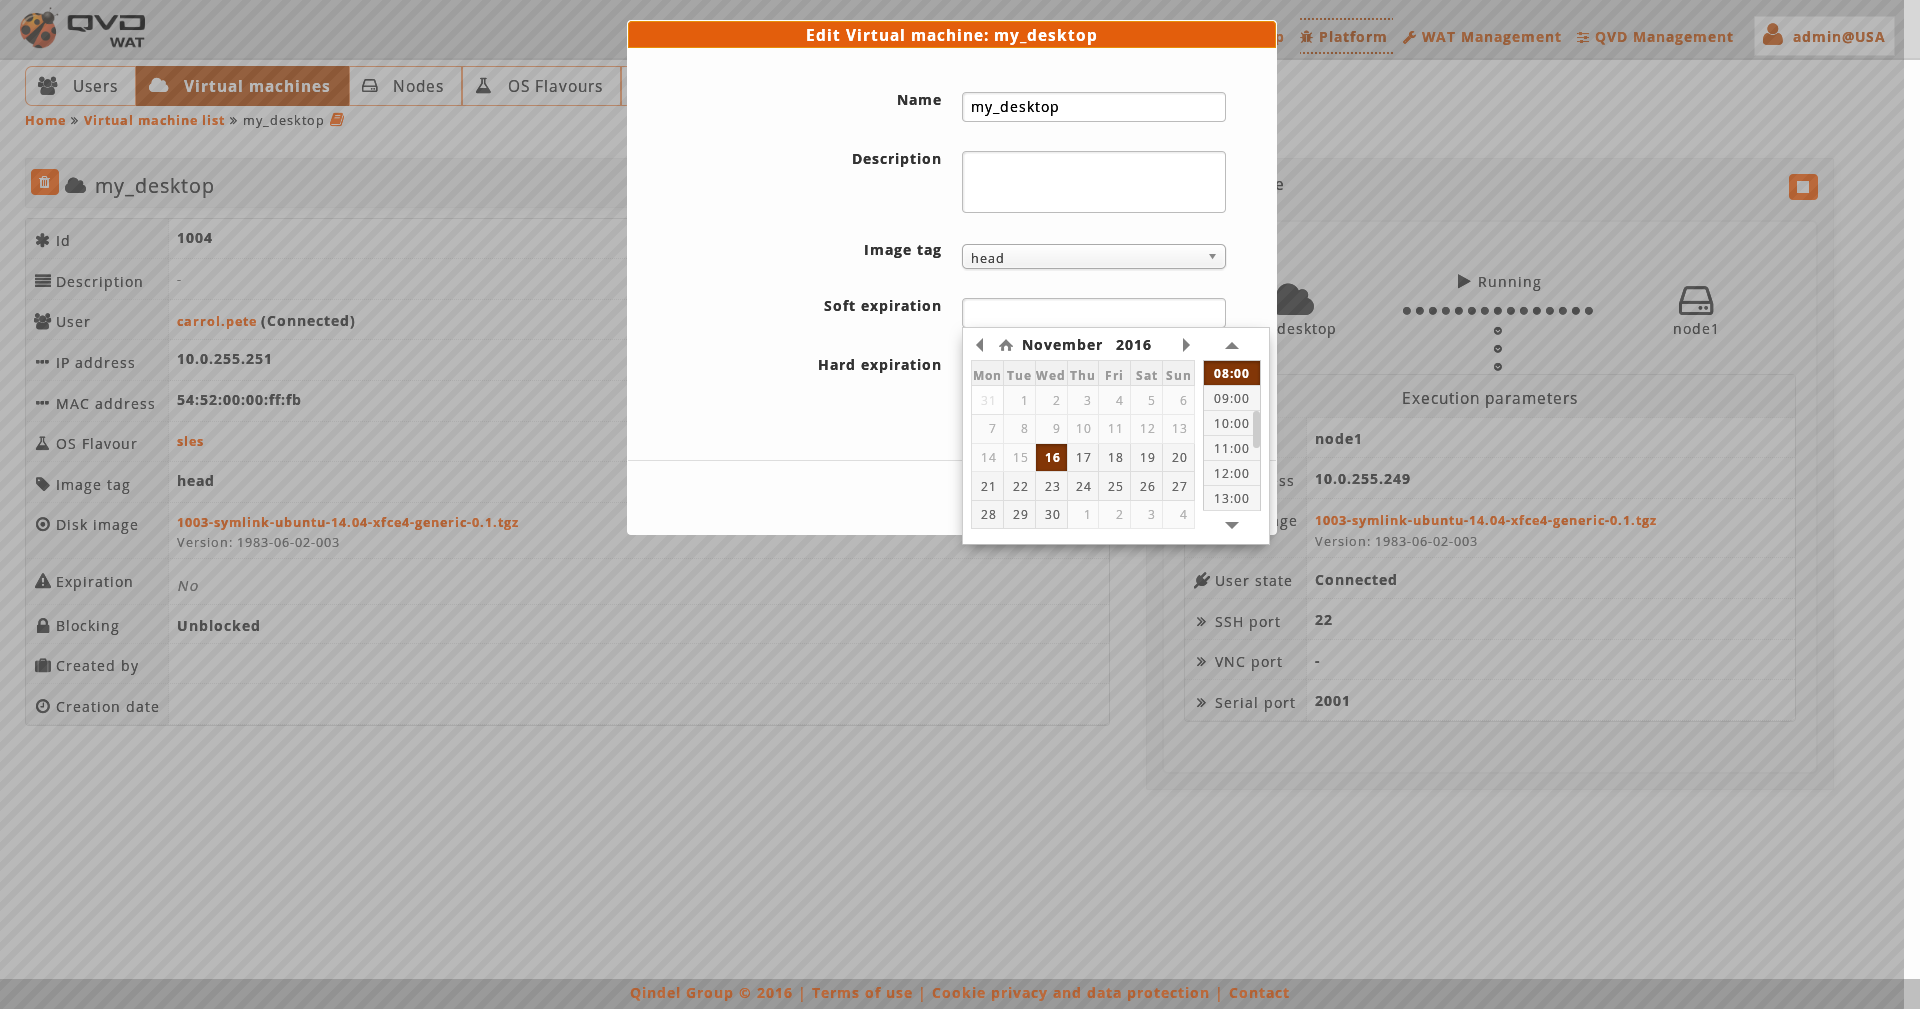 QVD
WAT
Platform
WAT Management
QVD Management
admin@USA
Users
Virtual machines
Nodes
OS Flavours
Home » Virtual machine list » my_desktop
Edit Virtual machine: my_desktop
Name
my_desktop
Description
Image tag
head
Soft expiration
Hard expiration
November 2016
Mon Tue Wed Thu Fri Sat Sun
31 1 2 3 4 5 6
7 8 9 10 11 12 13
14 15 16 17 18 19 20
21 22 23 24 25 26 27
28 29 30 1 2 3 4
08:00
09:00
10:00
11:00
12:00
13:00
my_desktop
Id 1004
Description -
User carrol.pete (Connected)
IP address 10.0.255.251
MAC address 54:52:00:00:ff:fb
OS Flavour sles
Image tag head
Disk image 1003-symlink-ubuntu-14.04-xfce4-generic-0.1.tgz
Version: 1983-06-02-003
Expiration No
Blocking Unblocked
Created by
Creation date
Running
desktop
node1
Execution parameters
node1
10.0.255.249
1003-symlink-ubuntu-14.04-xfce4-generic-0.1.tgz
Version: 1983-06-02-003
User state Connected
SSH port 22
VNC port -
Serial port 2001
Qindel Group © 2016 | Terms of use | Cookie privacy and data protection | Contact